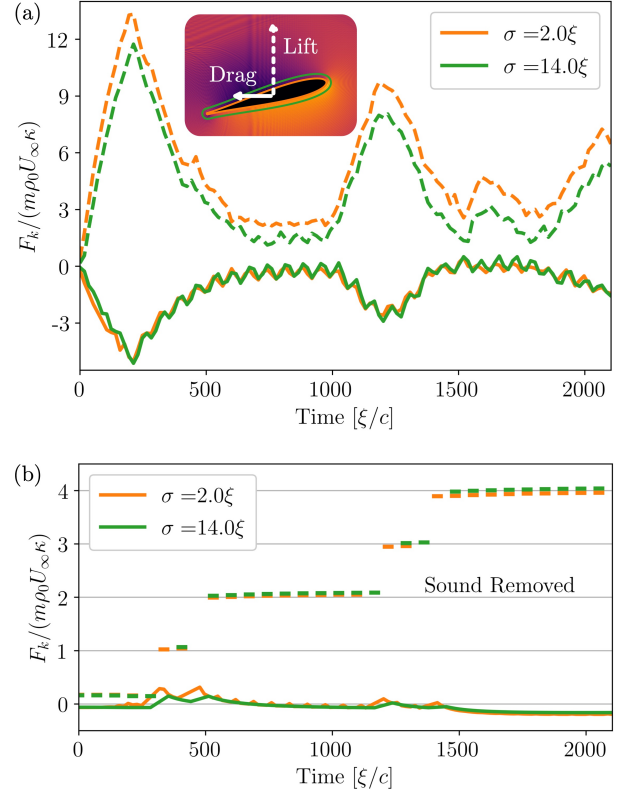 (a)
12
9
6
3
0
-3
F_k/(mρ_0U_∞κ)
Lift
Drag
σ =2.0ξ
σ =14.0ξ
0 500 1000 1500 2000
Time [ξ/c]
(b)
4
3
2
1
0
F_k/(mρ_0U_∞κ)
σ =2.0ξ
σ =14.0ξ
Sound Removed
0 500 1000 1500 2000
Time [ξ/c]